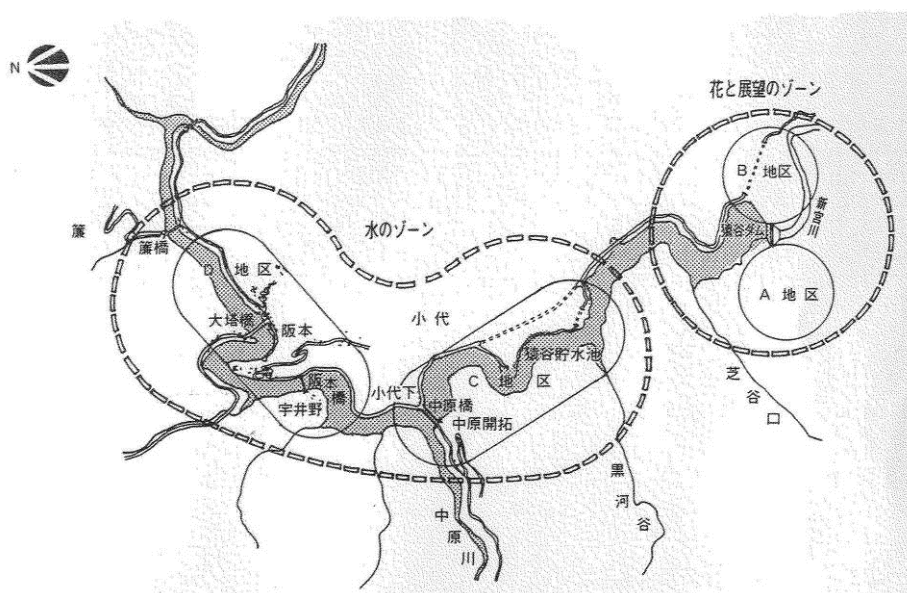 N
花と展望のゾーン
B 地区
新宮川
猿谷ダム
A 地区
水のゾーン
簾
簾橋
D 地区
大塔橋
阪本
小代
猿谷貯水池
C 地区
阪本橋
宇井野
小代下
中原橋
中原開拓
芝谷口
黒河谷
中原川